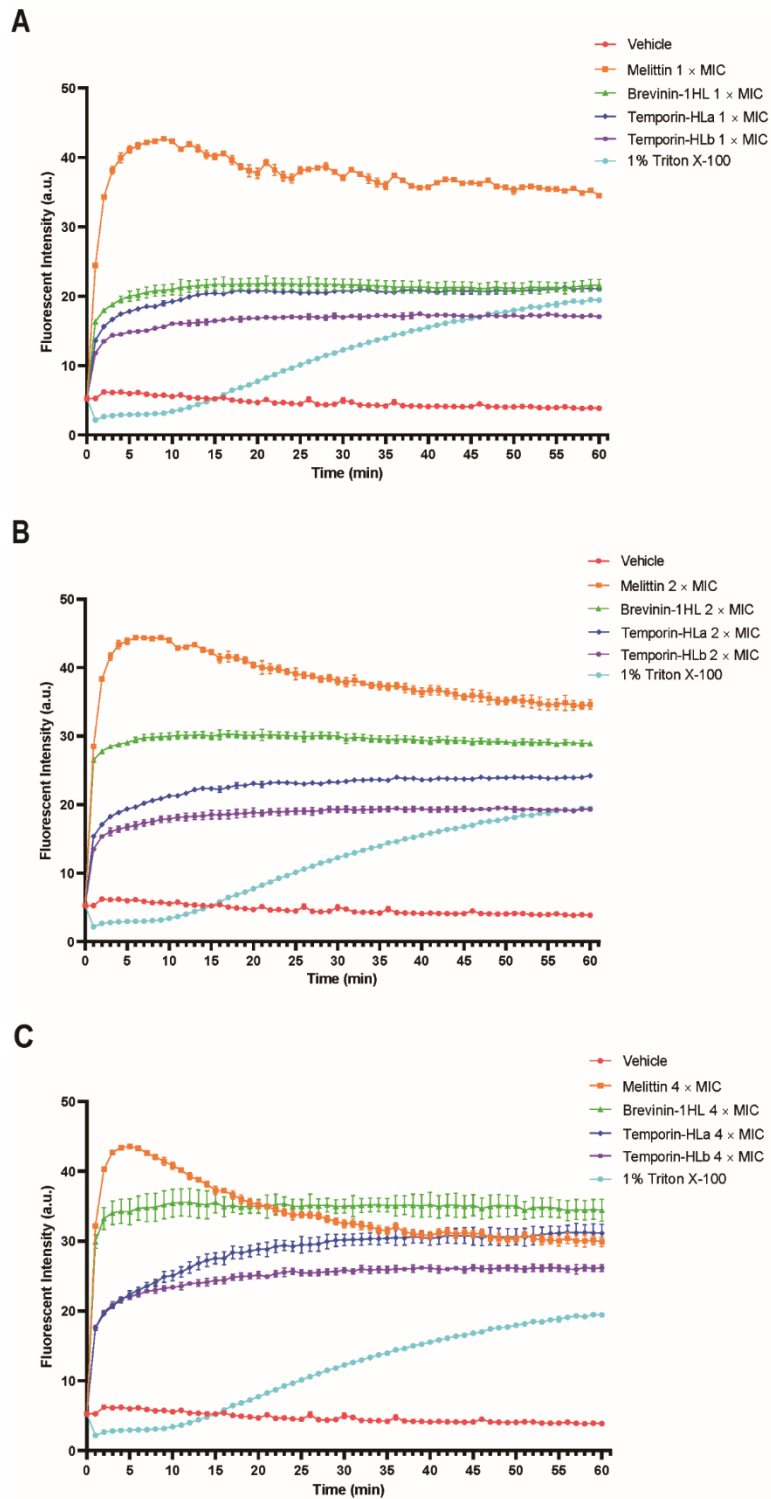 A
Vehicle
Melittin 1 × MIC
Brevinin-1HL 1 × MIC
Temporin-HLa 1 × MIC
Temporin-HLb 1 × MIC
1% Triton X-100
Fluorescent Intensity (a.u.)
50
40
30
20
10
0
0 5 10 15 20 25 30 35 40 45 50 55 60
Time (min)
B
Vehicle
Melittin 2 × MIC
Brevinin-1HL 2 × MIC
Temporin-HLa 2 × MIC
Temporin-HLb 2 × MIC
1% Triton X-100
Fluorescent Intensity (a.u.)
50
40
30
20
10
0
0 5 10 15 20 25 30 35 40 45 50 55 60
Time (min)
C
Vehicle
Melittin 4 × MIC
Brevinin-1HL 4 × MIC
Temporin-HLa 4 × MIC
Temporin-HLb 4 × MIC
1% Triton X-100
Fluorescent Intensity (a.u.)
50
40
30
20
10
0
0 5 10 15 20 25 30 35 40 45 50 55 60
Time (min)